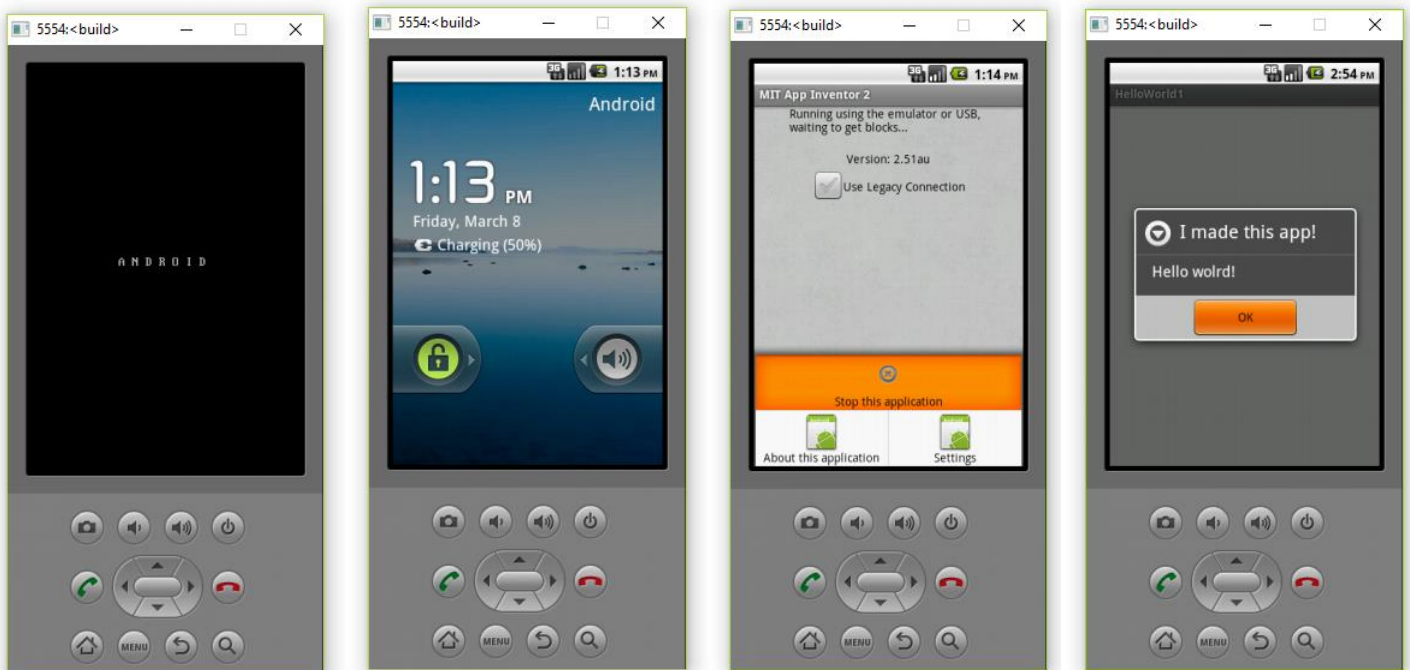 5554:<build>
ANDROID
MENU
5554:<build>
3G 1:13 PM
Android
1:13 PM
Friday, March 8
Charging (50%)
MENU
5554:<build>
3G 1:14 PM
MIT App Inventor 2
Running using the emulator or USB,
waiting to get blocks...
Version: 2.51au
Use Legacy Connection
Stop this application
About this application
Settings
MENU
5554:<build>
3G 2:54 PM
HelloWorld1
I made this app!
Hello wolrd!
OK
MENU